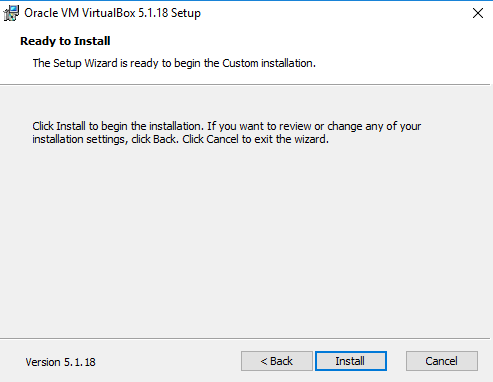 Oracle VM VirtualBox 5.1.18 Setup
Ready to Install
The Setup Wizard is ready to begin the Custom installation.
Click Install to begin the installation. If you want to review or change any of your
installation settings, click Back. Click Cancel to exit the wizard.
Version 5.1.18
< Back
Install
Cancel